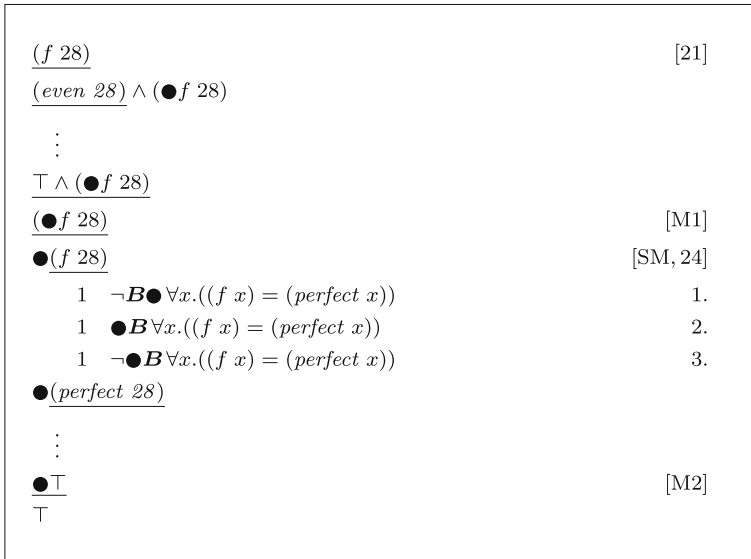 (f 28) [21]
(even 28) ∧ (●f 28)
⋮
⊤ ∧ (●f 28)
(●f 28) [M1]
●(f 28) [SM, 24]
1 ¬B● ∀x.((f x) = (perfect x)) 1.
1 ●B ∀x.((f x) = (perfect x)) 2.
1 ¬●B ∀x.((f x) = (perfect x)) 3.
●(perfect 28)
⋮
●⊤ [M2]
⊤